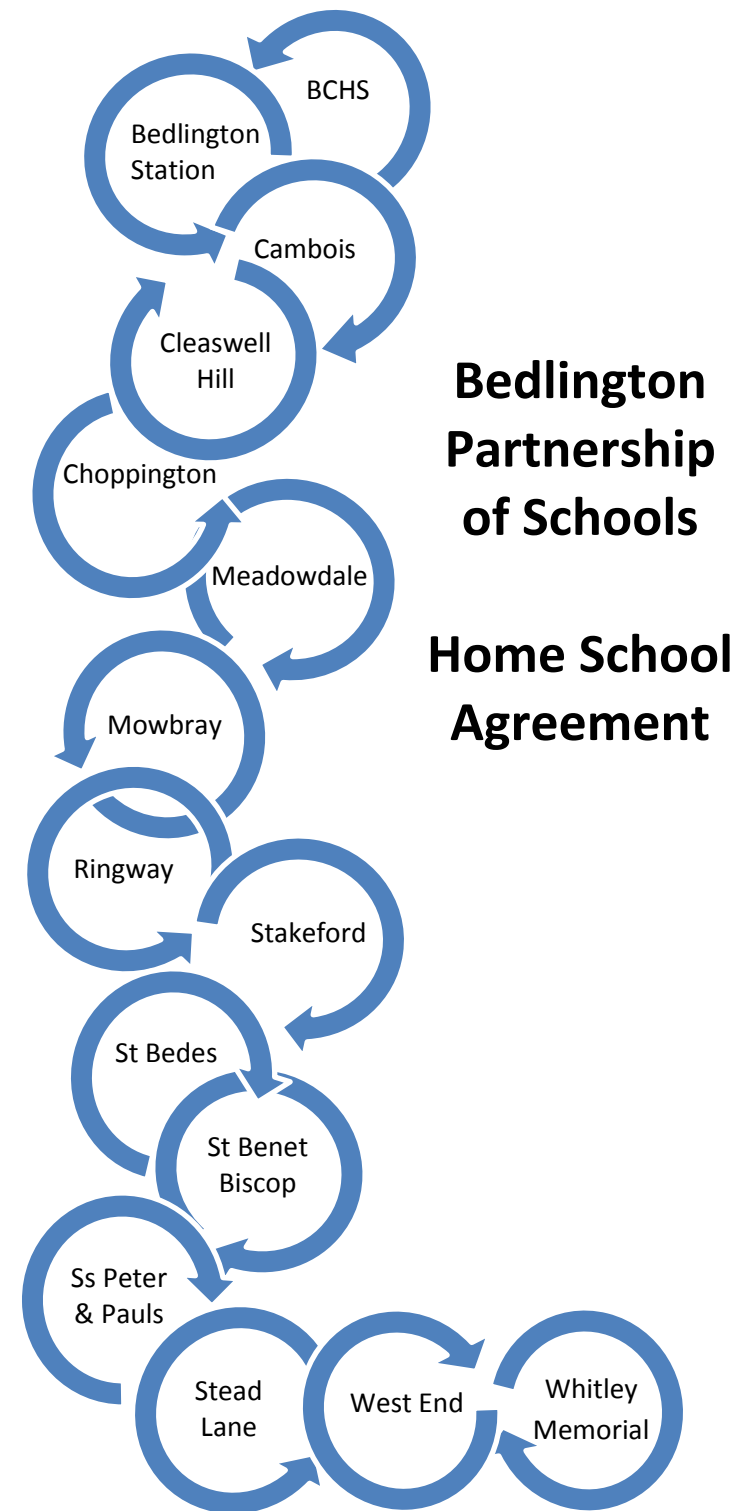 BCHS
Bedlington
Station
Cambois
Cleaswell
Hill
Choppington
Meadowdale
Mowbray
Ringway
Stakeford
St Bedes
St Benet
Biscop
Ss Peter
& Pauls
Stead
Lane
West End
Whitley
Memorial
Bedlington
Partnership
of Schools
Home School
Agreement